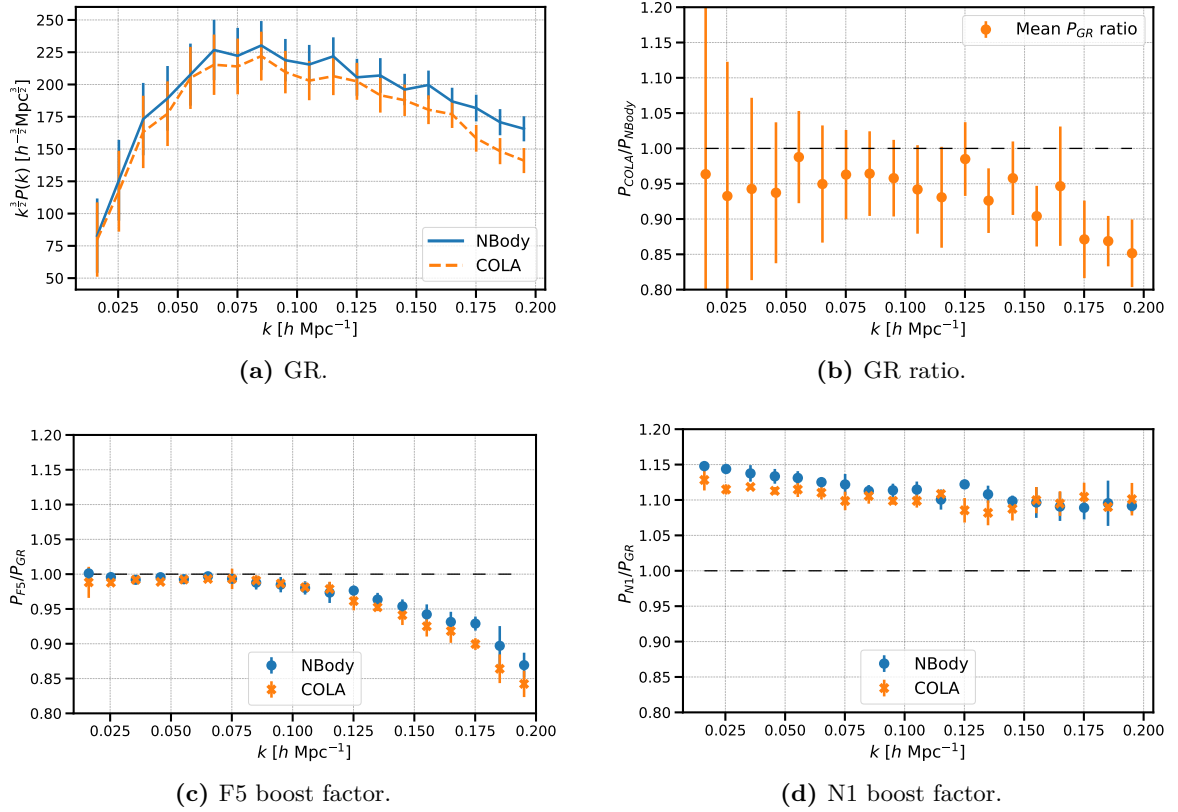 250
225
200
175
150
125
100
75
50
k^{3/2}P(k) [h^{-3/2}Mpc^{3/2}]
NBody
COLA
0.025 0.050 0.075 0.100 0.125 0.150 0.175 0.200
k [h Mpc⁻¹]
(a) GR.
1.20
1.15
1.10
1.05
1.00
0.95
0.90
0.85
0.80
P_{COLA}/P_{NBody}
Mean P_{GR} ratio
0.025 0.050 0.075 0.100 0.125 0.150 0.175 0.200
k [h Mpc⁻¹]
(b) GR ratio.
1.20
1.15
1.10
1.05
1.00
0.95
0.90
0.85
0.80
P_{F5}/P_{GR}
NBody
COLA
0.025 0.050 0.075 0.100 0.125 0.150 0.175 0.200
k [h Mpc⁻¹]
(c) F5 boost factor.
1.20
1.15
1.10
1.05
1.00
0.95
0.90
0.85
0.80
P_{N1}/P_{GR}
NBody
COLA
0.025 0.050 0.075 0.100 0.125 0.150 0.175 0.200
k [h Mpc⁻¹]
(d) N1 boost factor.